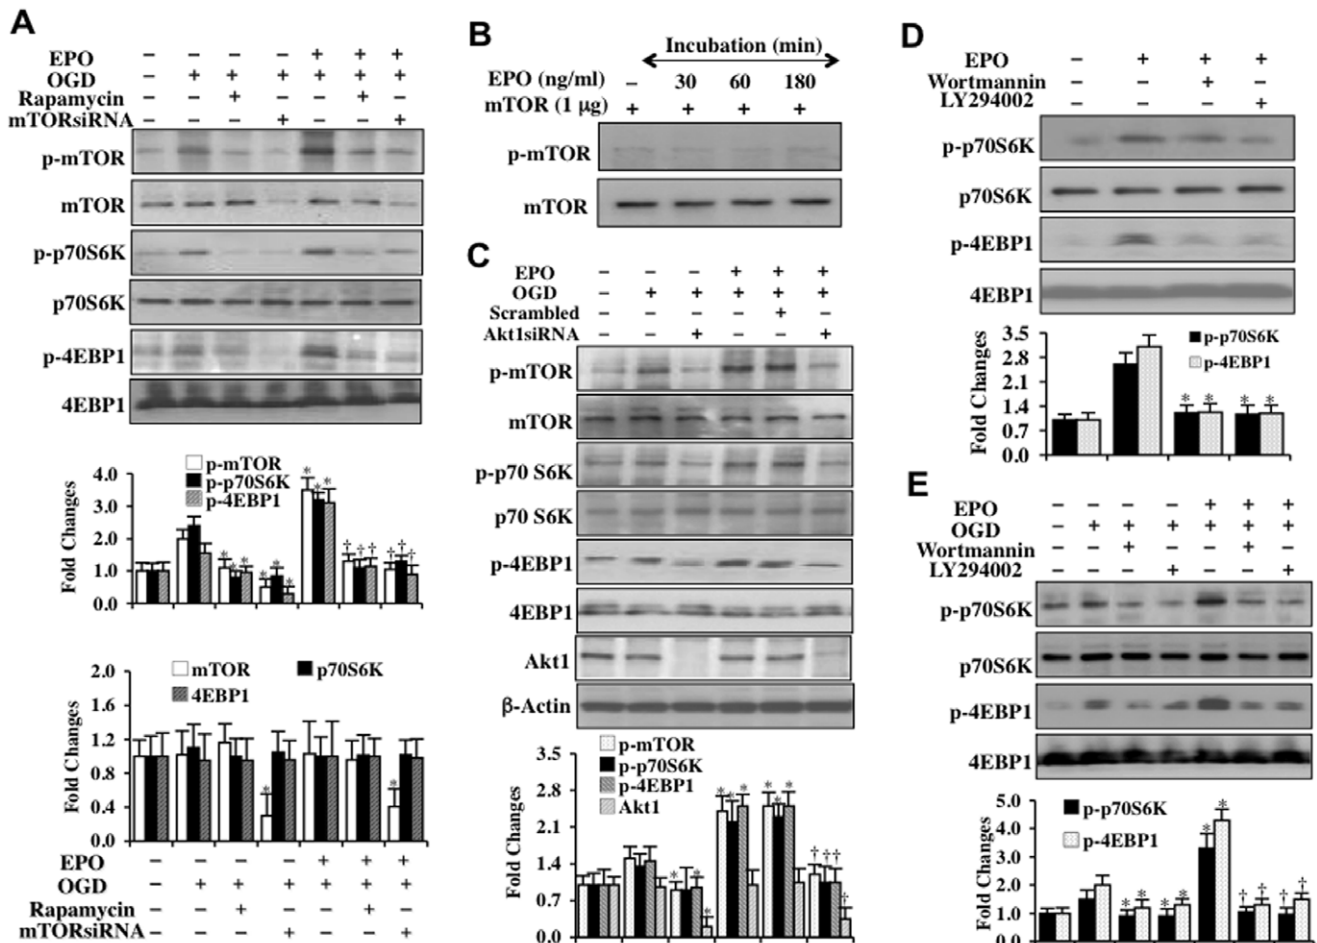 A
EPO − − − − + + +
OGD − + + + + + +
Rapamycin − − + − − + −
mTORsiRNA − − − + − − +
p-mTOR
mTOR
p-p70S6K
p70S6K
p-4EBP1
4EBP1
4.0
3.0
2.0
1.0
0.0
Fold Changes
p-mTOR
p-p70S6K
p-4EBP1
* * * * * * * * * † † † † † †
2.0
1.6
1.2
0.8
0.4
0.0
Fold Changes
mTOR
p70S6K
4EBP1
* *
EPO − − − − + + +
OGD − + + + + + +
Rapamycin − − + − − + −
mTORsiRNA − − − + − − +
B
Incubation (min)
EPO (ng/ml) − 30 60 180
mTOR (1 µg) + + + +
p-mTOR
mTOR
C
EPO − − − + + +
OGD − + + + + +
Scrambled − − − − + −
Akt1siRNA − − + − − +
p-mTOR
mTOR
p-p70 S6K
p70 S6K
p-4EBP1
4EBP1
Akt1
β-Actin
3.5
2.8
2.1
1.4
0.7
0.0
Fold Changes
p-mTOR
p-p70S6K
p-4EBP1
Akt1
* * * * * * * * * † † † †
D
EPO − + + +
Wortmannin − − + −
LY294002 − − − +
p-p70S6K
p70S6K
p-4EBP1
4EBP1
3.5
2.8
2.1
1.4
0.7
0.0
Fold Changes
p-p70S6K
p-4EBP1
* * * *
E
EPO − − − − + + +
OGD − + + + + + +
Wortmannin − − + − − + −
LY294002 − − − + − − +
p-p70S6K
p70S6K
p-4EBP1
4EBP1
5.0
4.0
3.0
2.0
1.0
0.0
Fold Changes
p-p70S6K
p-4EBP1
* * * * * * † † † †